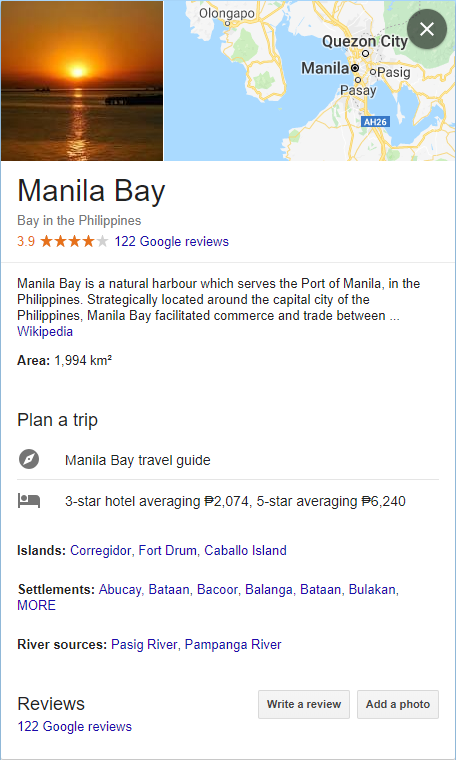 Olongapo
Quezon City
Manila
Pasig
Pasay
AH26
Manila Bay
Bay in the Philippines
3.9 122 Google reviews
Manila Bay is a natural harbour which serves the Port of Manila, in the
Philippines. Strategically located around the capital city of the
Philippines, Manila Bay facilitated commerce and trade between ...
Wikipedia
Area: 1,994 km²
Plan a trip
Manila Bay travel guide
3-star hotel averaging ₱2,074, 5-star averaging ₱6,240
Islands: Corregidor, Fort Drum, Caballo Island
Settlements: Abucay, Bataan, Bacoor, Balanga, Bataan, Bulakan,
MORE
River sources: Pasig River, Pampanga River
Reviews
Write a review
Add a photo
122 Google reviews